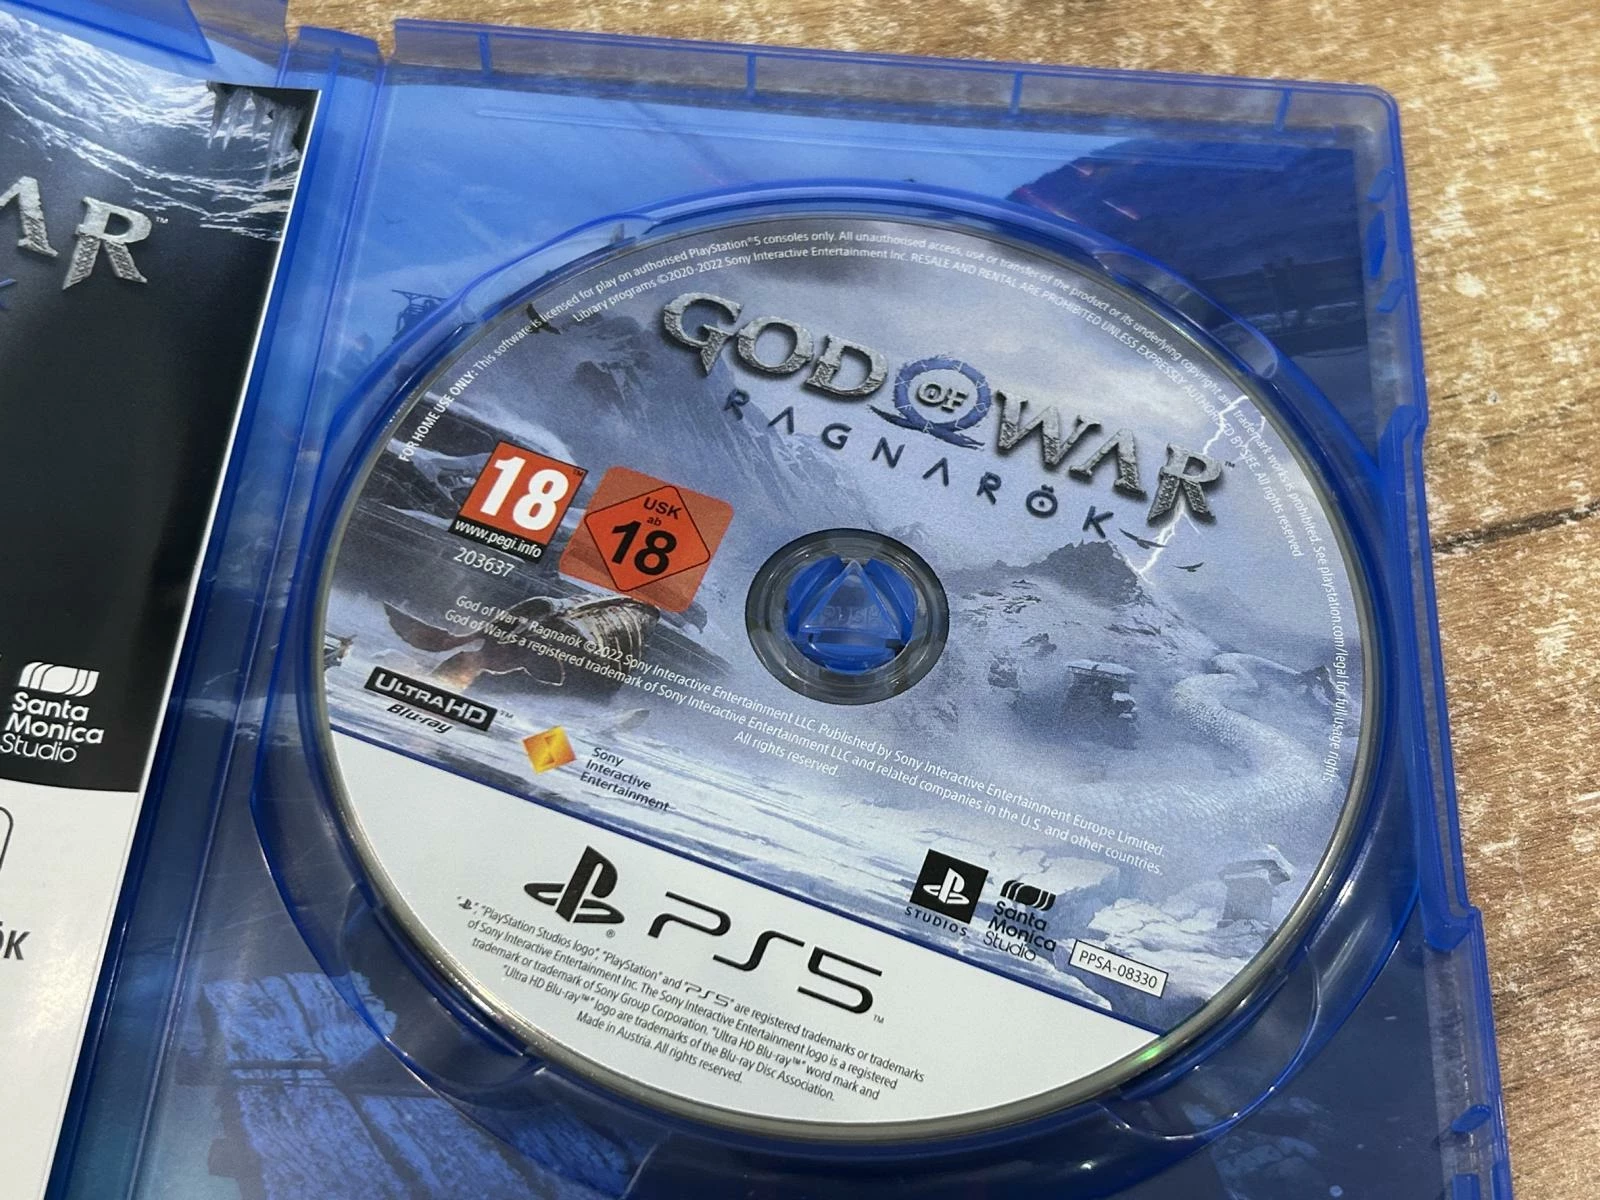 WAR™
Santa
Monica
Studio
ÖK
FOR HOME USE ONLY: This software is licensed for play on authorised PlayStation®5 consoles only. All unauthorised access, use or transfer of the product or its underlying copyright and trademark works is prohibited. See playstation.com/legal for full usage rights
Library programs ©2020-2022 Sony Interactive Entertainment Inc. RESALE AND RENTAL ARE PROHIBITED UNLESS EXPRESSLY AUTHORISED BY SIEE. All rights reserved
GOD OF WAR™
RAGNARÖK
18™
www.pegi.info
203637
USK
ab
18
God of War™ Ragnarök ©2022 Sony Interactive Entertainment LLC. Published by Sony Interactive Entertainment Europe Limited.
God of War is a registered trademark of Sony Interactive Entertainment LLC and related companies in the U.S. and other countries.
All rights reserved.
ULTRA HD™
Blu-ray
Sony
Interactive
Entertainment
PS5™
STUDIOS
Santa
Monica
Studio
PPSA-08330
"PlayStation Studios logo", "PlayStation" and "PS5" are registered trademarks or trademarks
of Sony Interactive Entertainment Inc. The Sony Interactive Entertainment logo is a registered
trademark or trademark of Sony Group Corporation. "Ultra HD Blu-ray™" word mark and
"Ultra HD Blu-ray™" logo are trademarks of the Blu-ray Disc Association.
Made in Austria. All rights reserved.